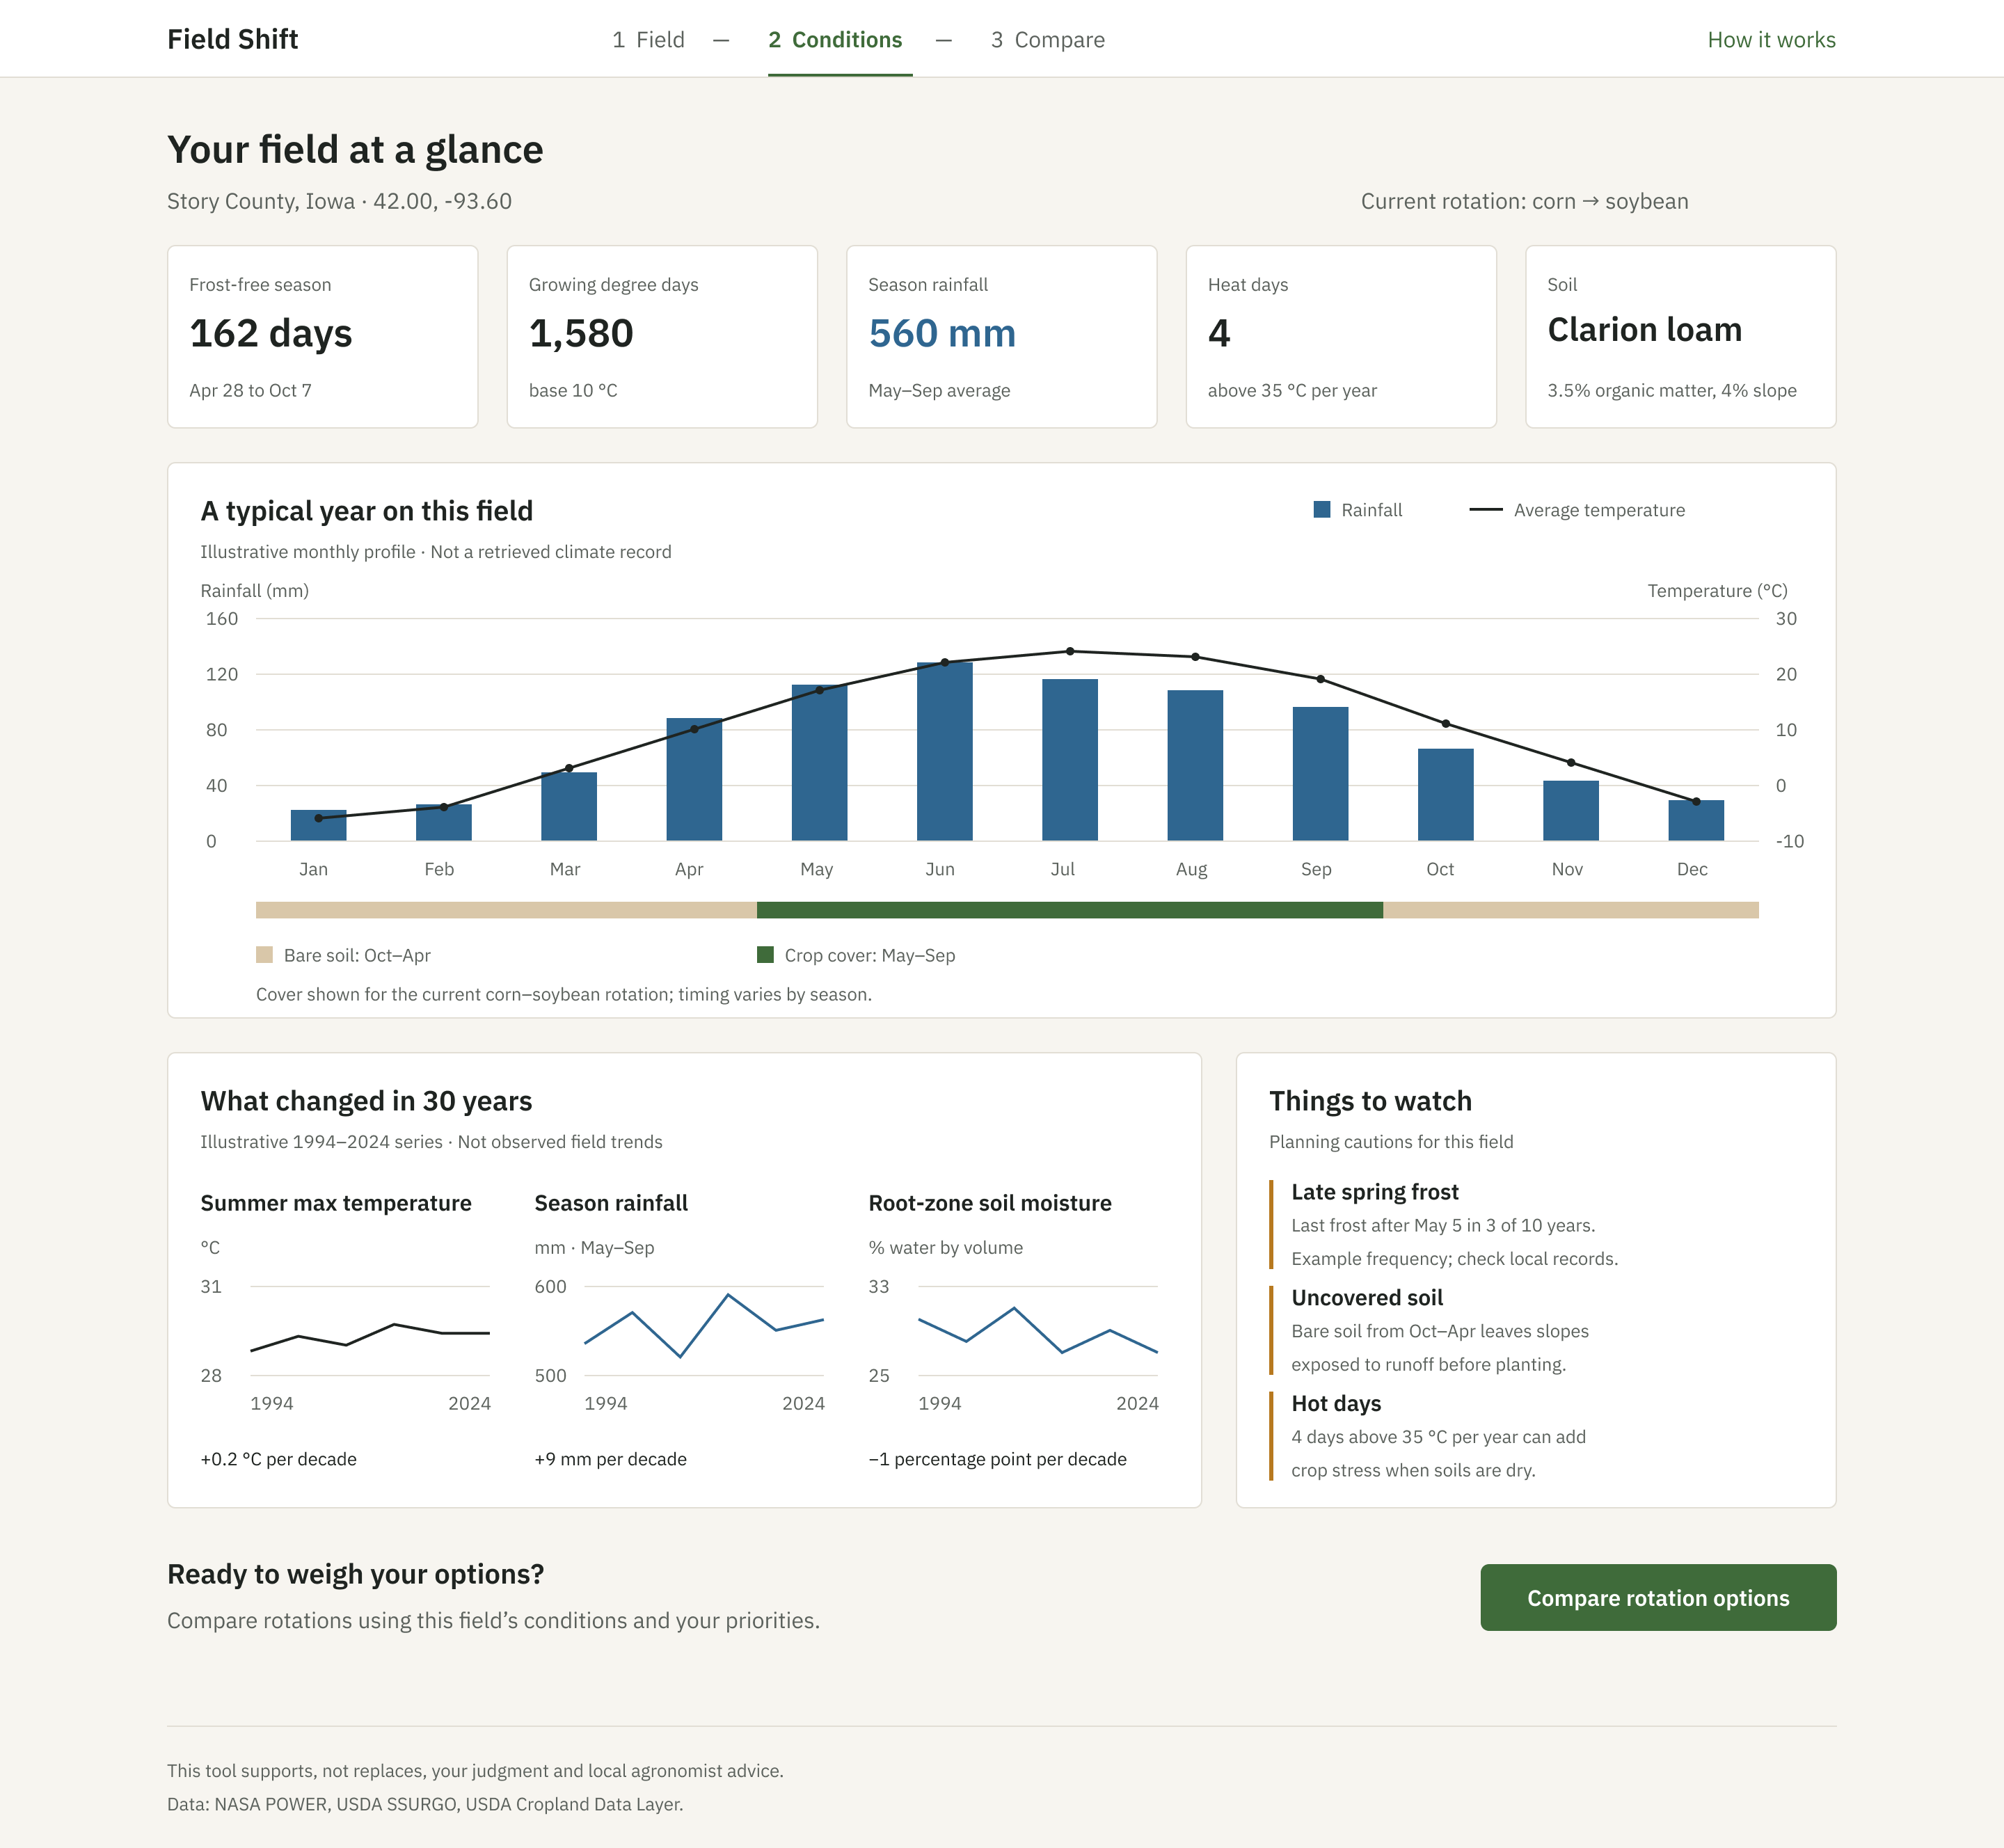 Field Shift
1 Field — 2 Conditions — 3 Compare
How it works
Your field at a glance
Story County, Iowa · 42.00, -93.60
Current rotation: corn → soybean
Frost-free season
162 days
Apr 28 to Oct 7
Growing degree days
1,580
base 10 °C
Season rainfall
560 mm
May–Sep average
Heat days
4
above 35 °C per year
Soil
Clarion loam
3.5% organic matter, 4% slope
A typical year on this field
Rainfall
Average temperature
Illustrative monthly profile · Not a retrieved climate record
Rainfall (mm)
Temperature (°C)
160
30
120
20
80
10
40
0
0
-10
Jan Feb Mar Apr May Jun Jul Aug Sep Oct Nov Dec
Bare soil: Oct–Apr
Crop cover: May–Sep
Cover shown for the current corn–soybean rotation; timing varies by season.
What changed in 30 years
Illustrative 1994–2024 series · Not observed field trends
Summer max temperature
°C
31
28
1994 2024
+0.2 °C per decade
Season rainfall
mm · May–Sep
600
500
1994 2024
+9 mm per decade
Root-zone soil moisture
% water by volume
33
25
1994 2024
−1 percentage point per decade
Things to watch
Planning cautions for this field
Late spring frost
Last frost after May 5 in 3 of 10 years.
Example frequency; check local records.
Uncovered soil
Bare soil from Oct–Apr leaves slopes
exposed to runoff before planting.
Hot days
4 days above 35 °C per year can add
crop stress when soils are dry.
Ready to weigh your options?
Compare rotations using this field’s conditions and your priorities.
Compare rotation options
This tool supports, not replaces, your judgment and local agronomist advice.
Data: NASA POWER, USDA SSURGO, USDA Cropland Data Layer.